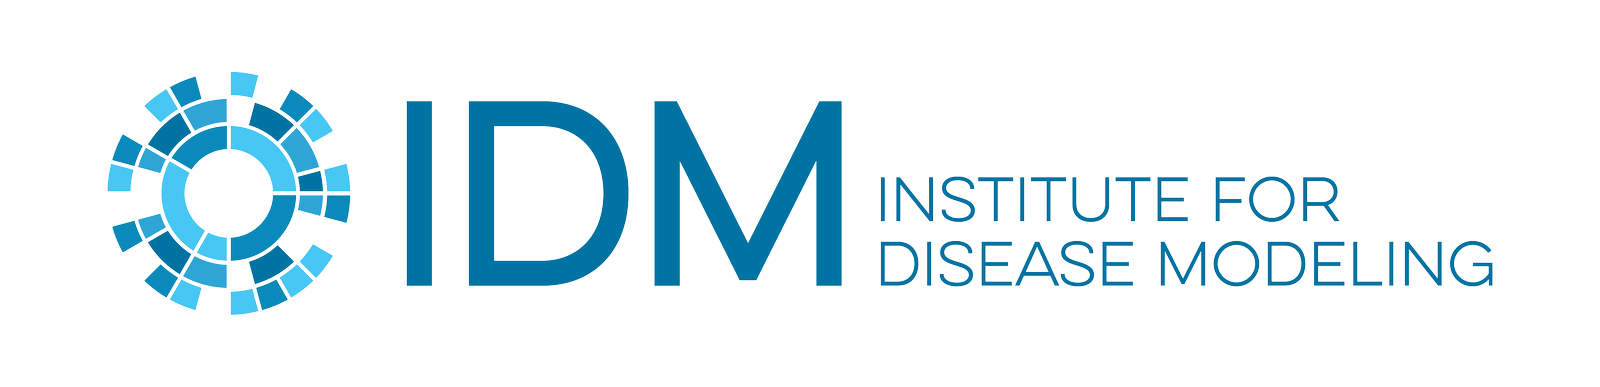 IDM
INSTITUTE FOR
DISEASE MODELING